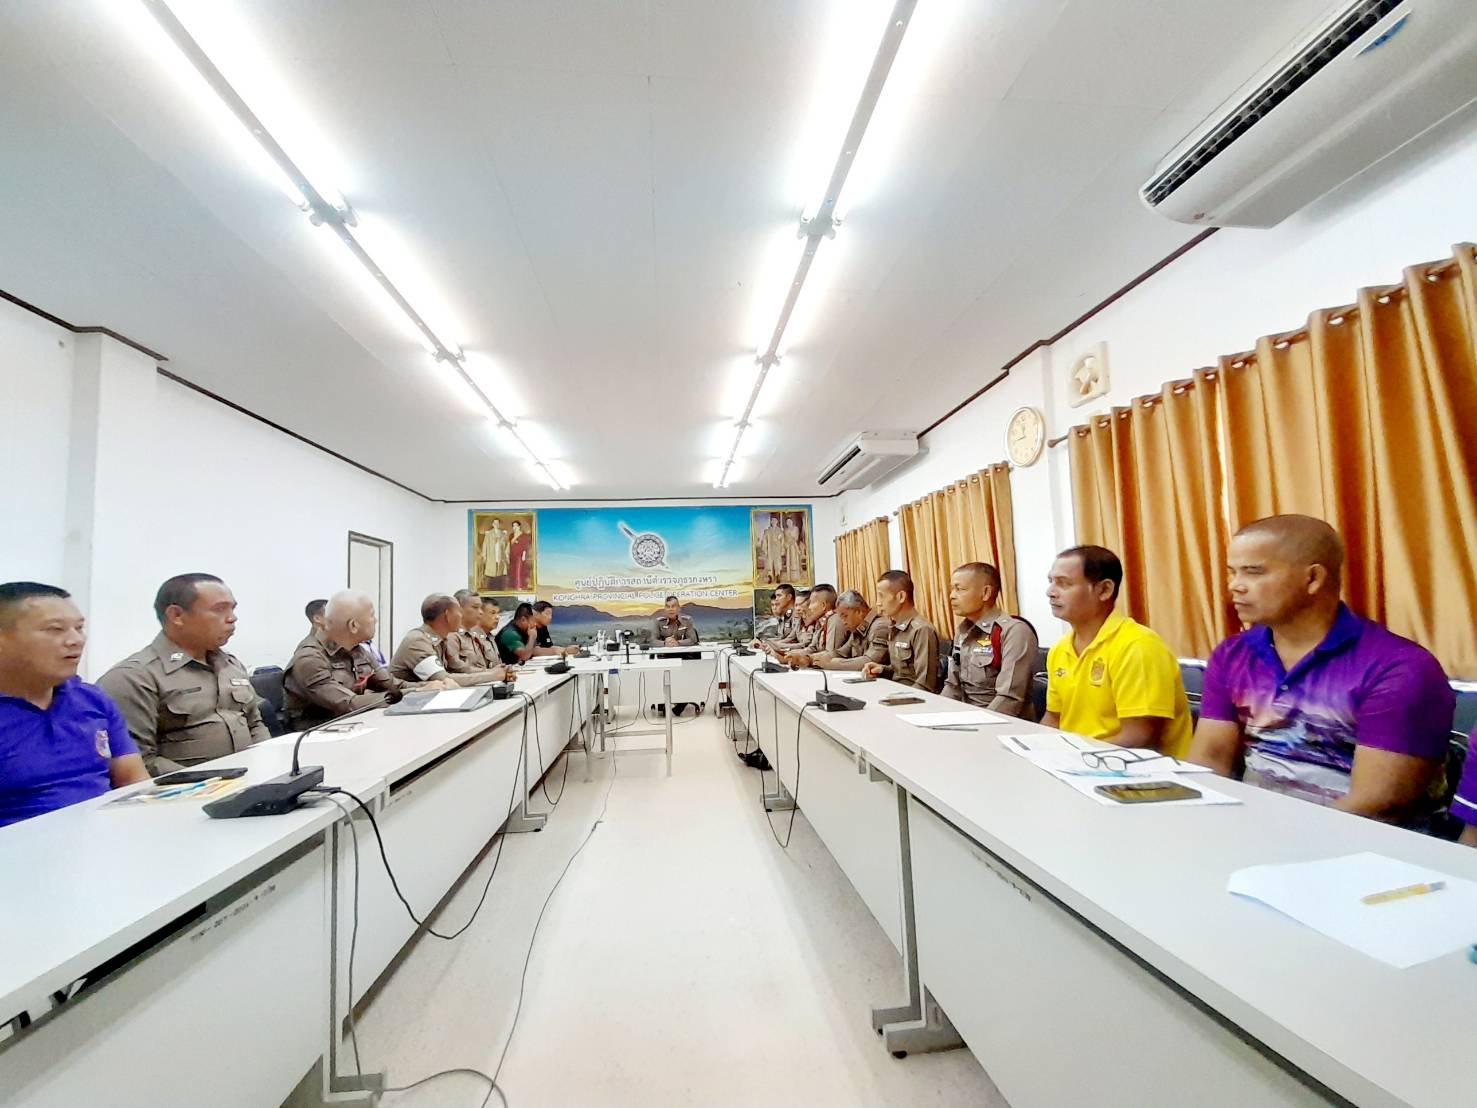 ศูนย์ปฏิบัติการสถานีตำรวจภูธรกงหรา
KONGHRA PROVINCIAL POLICE OPERATION CENTER